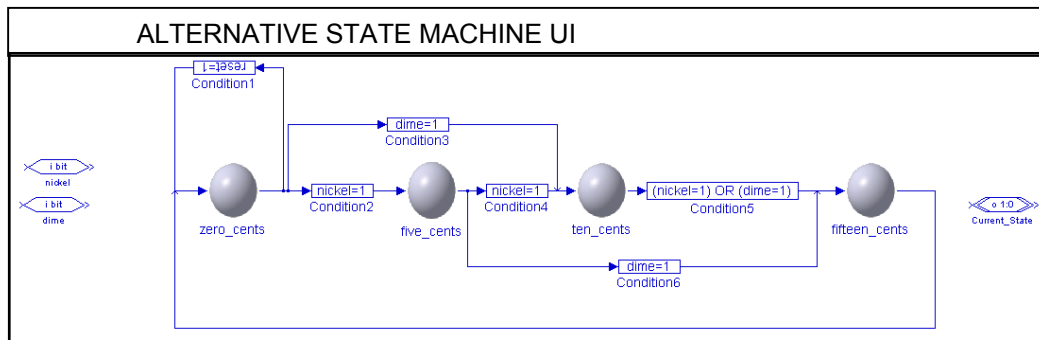 ALTERNATIVE STATE MACHINE UI
reset=1
Condition1
dime=1
Condition3
i bit
nickel
i bit
dime
zero_cents
nickel=1
Condition2
five_cents
nickel=1
Condition4
ten_cents
(nickel=1) OR (dime=1)
Condition5
fifteen_cents
o 1:0
Current_State
dime=1
Condition6